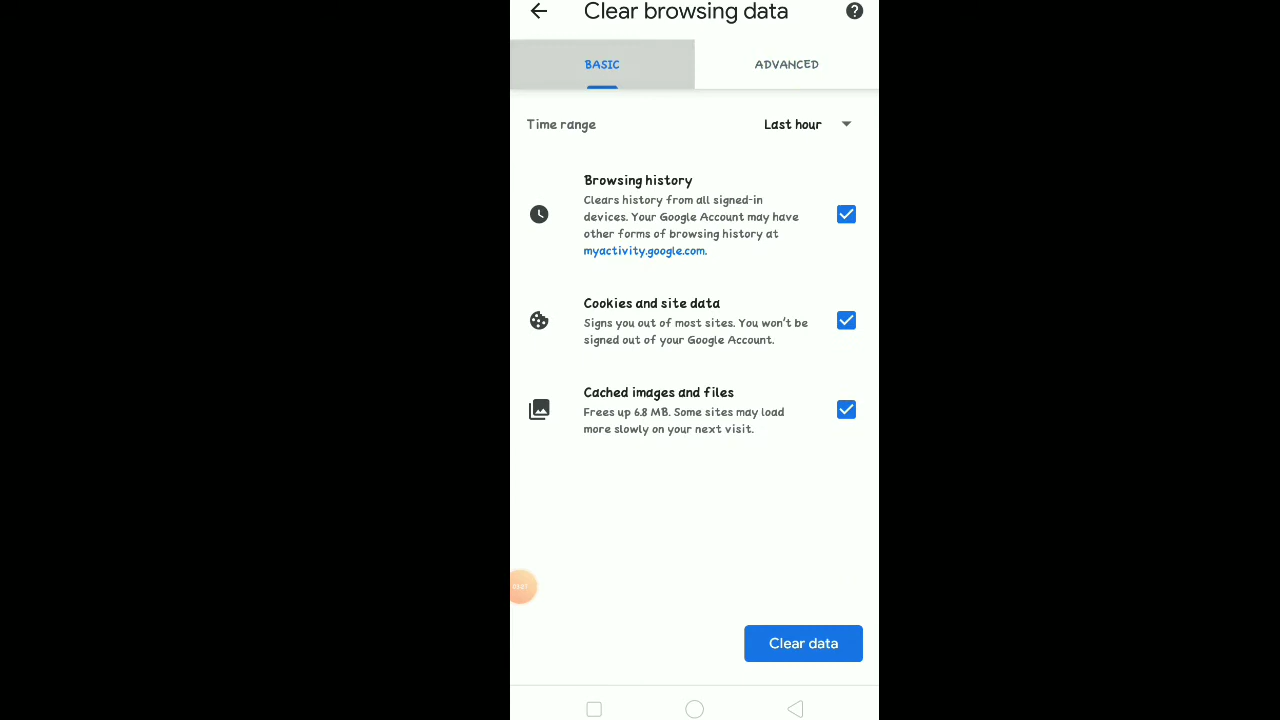 Clear browsing data
BASIC
ADVANCED
Time range
Last hour
Browsing history
Clears history from all signed-in
devices. Your Google Account may have
other forms of browsing history at
myactivity.google.com.
Cookies and site data
Signs you out of most sites. You won't be
signed out of your Google Account.
Cached images and files
Frees up 6.8 MB. Some sites may load
more slowly on your next visit.
Clear data